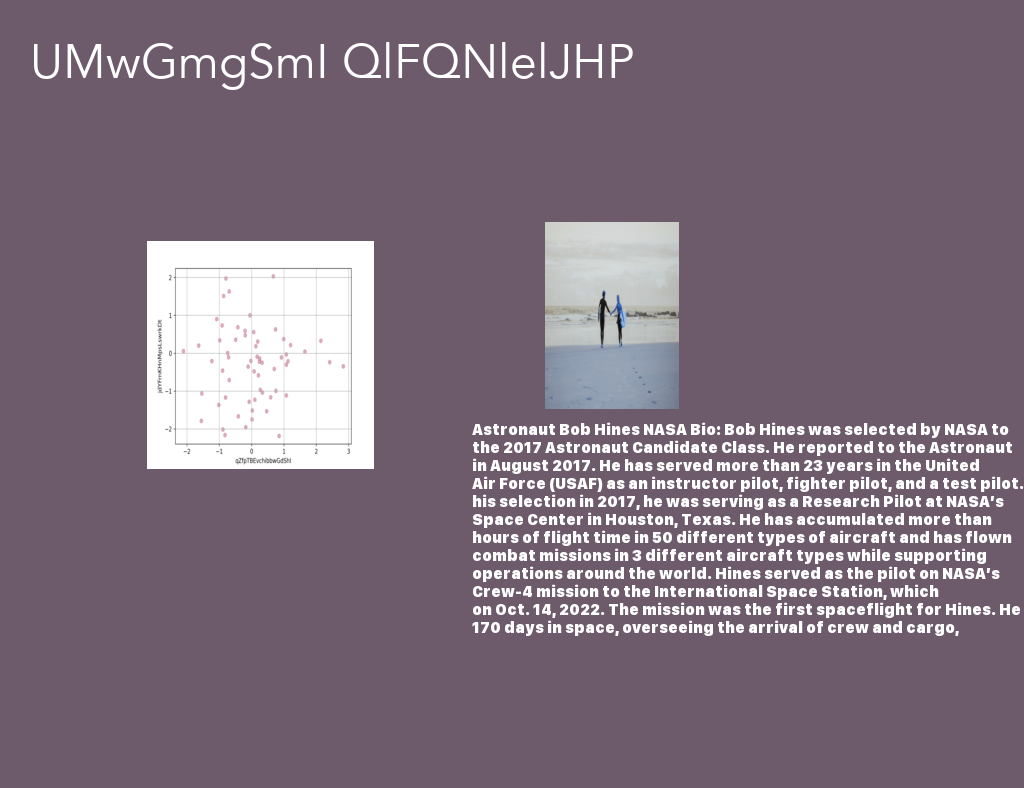 UMwGmgSmI QlFQNlelJHP
2
1
0
−1
−2
−2
−1
0
1
2
3
qZfpTBEvchibbwGdShI
Astronaut Bob Hines NASA Bio: Bob Hines was selected by NASA to
the 2017 Astronaut Candidate Class. He reported to the Astronaut
in August 2017. He has served more than 23 years in the United
Air Force (USAF) as an instructor pilot, fighter pilot, and a test pilot.
his selection in 2017, he was serving as a Research Pilot at NASA's
Space Center in Houston, Texas. He has accumulated more than
hours of flight time in 50 different types of aircraft and has flown
combat missions in 3 different aircraft types while supporting
operations around the world. Hines served as the pilot on NASA's
Crew-4 mission to the International Space Station, which
on Oct. 14, 2022. The mission was the first spaceflight for Hines. He
170 days in space, overseeing the arrival of crew and cargo,